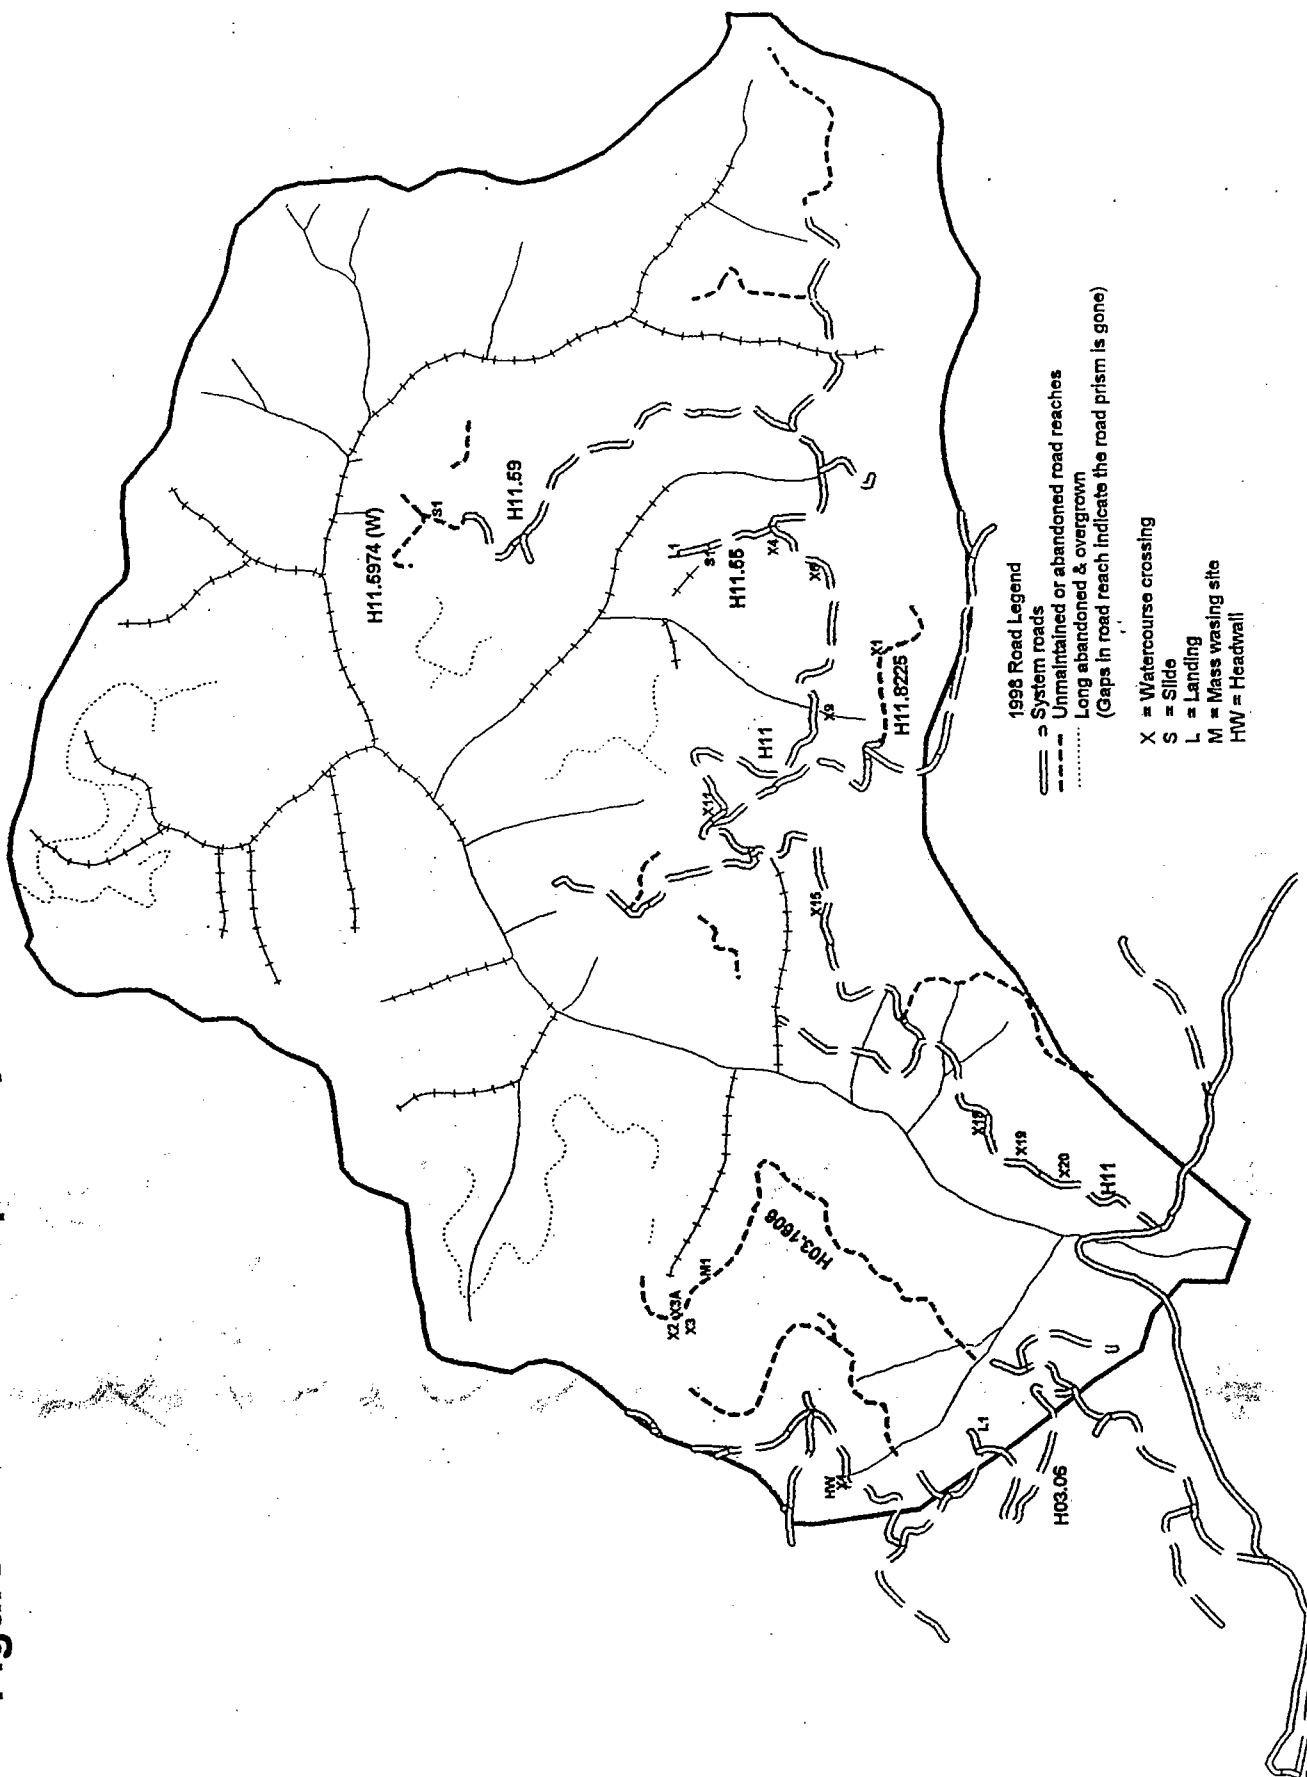 H11.5974 (W)
S1
H11.59
L1
S1
H11.55
X4
X6
X1
H11.8225
X9
H11
X11
X15
X18
X19
X20
H11
H03.1606
M1
X2
X3A
X3
HW
X1
L1
H03.06
1998 Road Legend
System roads
Unmaintained or abandoned road reaches
Long abandoned & overgrown
(Gaps in road reach indicate the road prism is gone)
X = Watercourse crossing
S = Slide
L = Landing
M = Mass wasing site
HW = Headwall